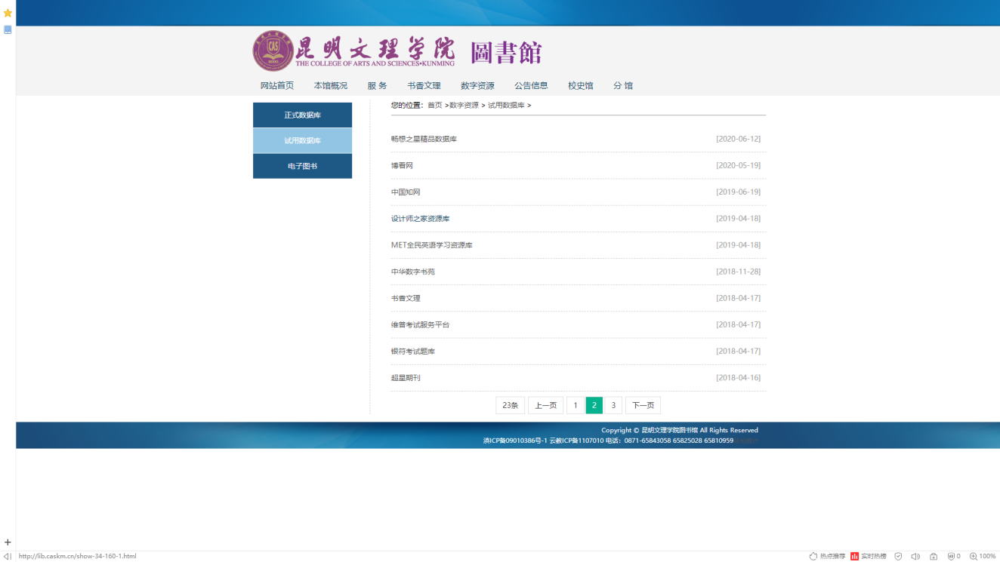 昆明文理学院 圖書館
THE COLLEGE OF ARTS AND SCIENCES•KUNMING
CAS
网站首页 本馆概况 服 务 书香文理 数字资源 公告信息 校史馆 分 馆
正式数据库
试用数据库
电子图书
您的位置：首页 >数字资源 > 试用数据库 >
畅想之星精品数据库 [2020-06-12]
博看网 [2020-05-19]
中国知网 [2019-06-19]
设计师之家资源库 [2019-04-18]
MET全民英语学习资源库 [2019-04-18]
中华数字书苑 [2018-11-28]
书香文理 [2018-04-17]
维普考试服务平台 [2018-04-17]
银符考试题库 [2018-04-17]
超星期刊 [2018-04-16]
23条 上一页 1 2 3 下一页
Copyright © 昆明文理学院图书馆 All Rights Reserved
滇ICP备09010386号-1 云教ICP备1107010 电话：0871-65843058 65825028 65810959
http://lib.caskm.cn/show-34-160-1.html 热点推荐 实时热榜 0 100%